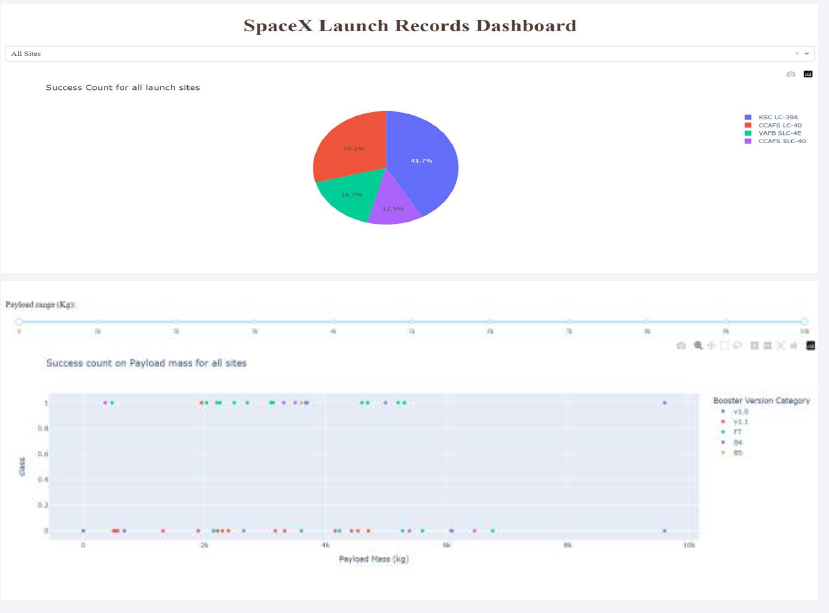 SpaceX Launch Records Dashboard
All Sites
Success Count for all launch sites
KSC LC-39A
CCAFS LC-40
VAFB SLC-4E
CCAFS SLC-40
29.2%
41.7%
16.7%
12.5%
Payload range (Kg):
0 1k 2k 3k 4k 5k 6k 7k 8k 9k 10k
Success count on Payload mass for all sites
Booster Version Category
v1.0
v1.1
FT
B4
B5
class
1
0.8
0.6
0.4
0.2
0
0 2k 4k 6k 8k 10k
Payload Mass (kg)